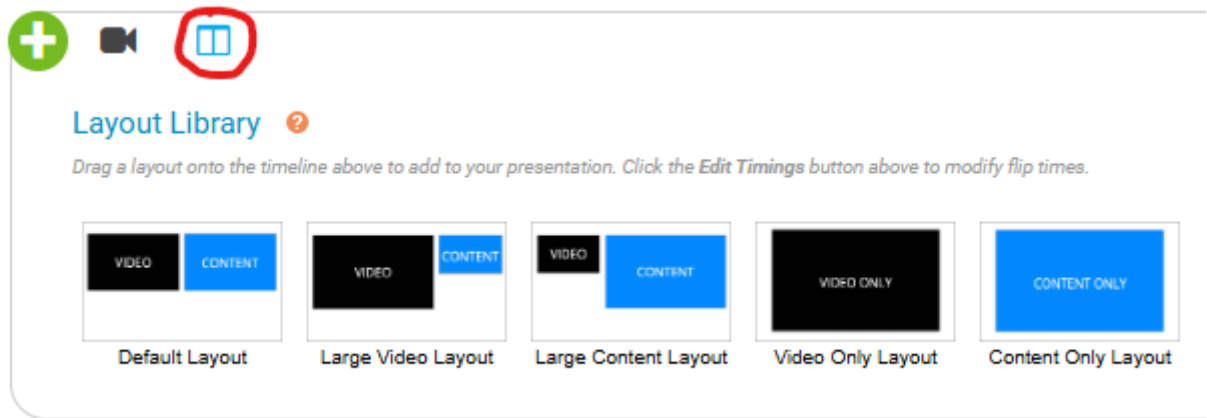 Layout Library
Drag a layout onto the timeline above to add to your presentation. Click the Edit Timings button above to modify flip times.
VIDEO CONTENT
VIDEO CONTENT
VIDEO CONTENT
VIDEO ONLY
CONTENT ONLY
Default Layout
Large Video Layout
Large Content Layout
Video Only Layout
Content Only Layout